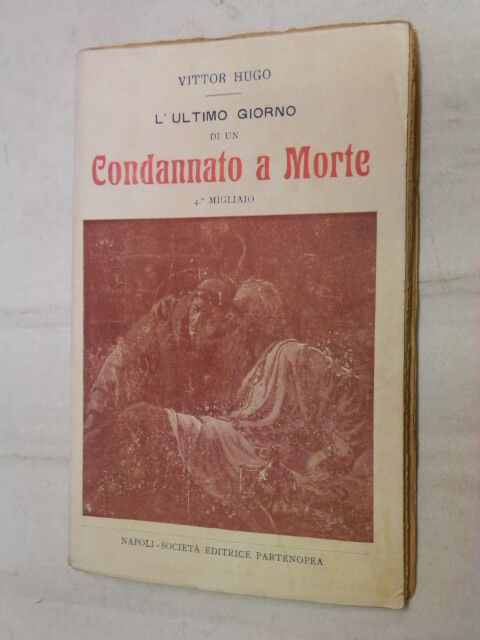 VITTOR HUGO
L'ULTIMO GIORNO
DI UN
Condannato a Morte
4.º MIGLIAIO
NAPOLI - SOCIETÀ EDITRICE PARTENOPEA